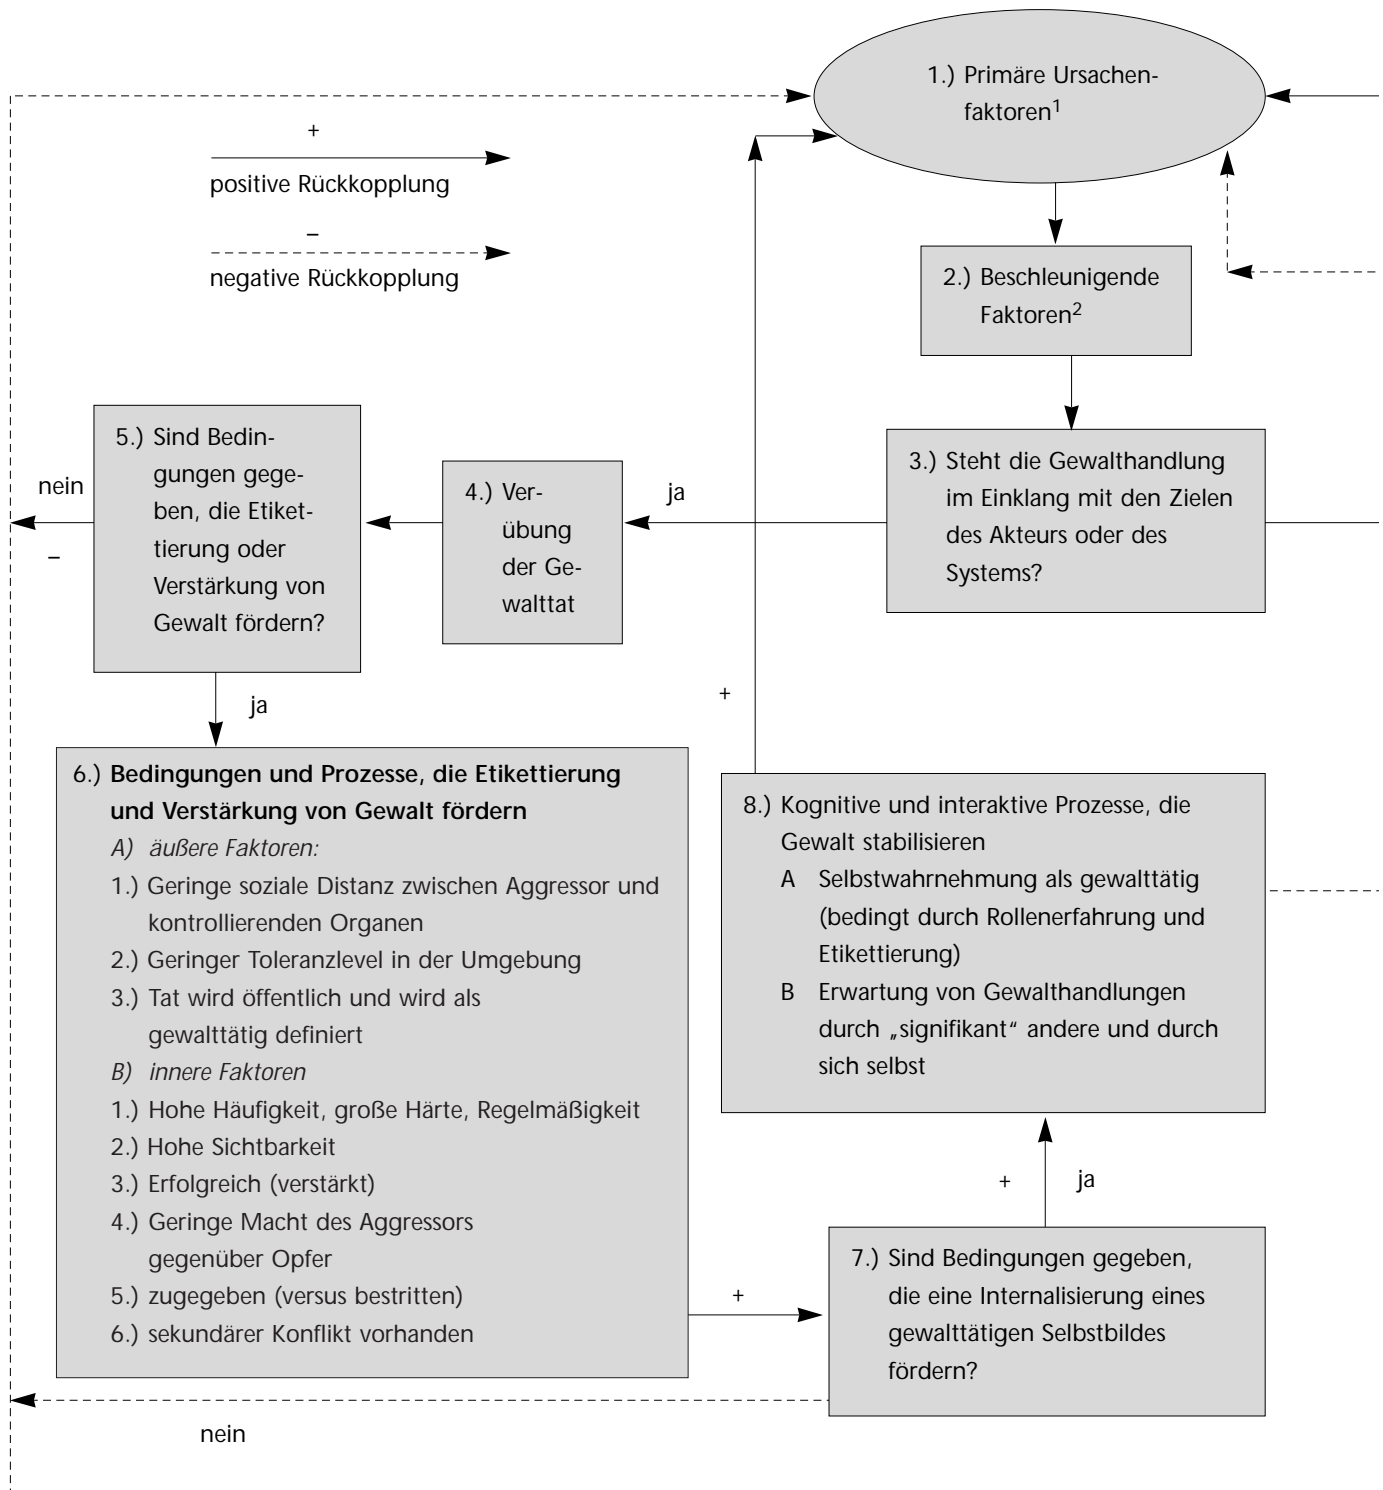 1.) Primäre Ursachen-
faktoren1
+
positive Rückkopplung
–
negative Rückkopplung
2.) Beschleunigende
Faktoren2
3.) Steht die Gewalthandlung
im Einklang mit den Zielen
des Akteurs oder des
Systems?
ja
4.) Ver-
übung
der Ge-
walttat
5.) Sind Bedin-
gungen gege-
ben, die Etiket-
tierung oder
Verstärkung von
Gewalt fördern?
nein
–
ja
6.) Bedingungen und Prozesse, die Etikettierung
und Verstärkung von Gewalt fördern
A) äußere Faktoren:
1.) Geringe soziale Distanz zwischen Aggressor und
kontrollierenden Organen
2.) Geringer Toleranzlevel in der Umgebung
3.) Tat wird öffentlich und wird als
gewalttätig definiert
B) innere Faktoren
1.) Hohe Häufigkeit, große Härte, Regelmäßigkeit
2.) Hohe Sichtbarkeit
3.) Erfolgreich (verstärkt)
4.) Geringe Macht des Aggressors
gegenüber Opfer
5.) zugegeben (versus bestritten)
6.) sekundärer Konflikt vorhanden
+
7.) Sind Bedingungen gegeben,
die eine Internalisierung eines
gewalttätigen Selbstbildes
fördern?
nein
+ ja
8.) Kognitive und interaktive Prozesse, die
Gewalt stabilisieren
A Selbstwahrnehmung als gewalttätig
(bedingt durch Rollenerfahrung und
Etikettierung)
B Erwartung von Gewalthandlungen
durch „signifikant“ andere und durch
sich selbst
+